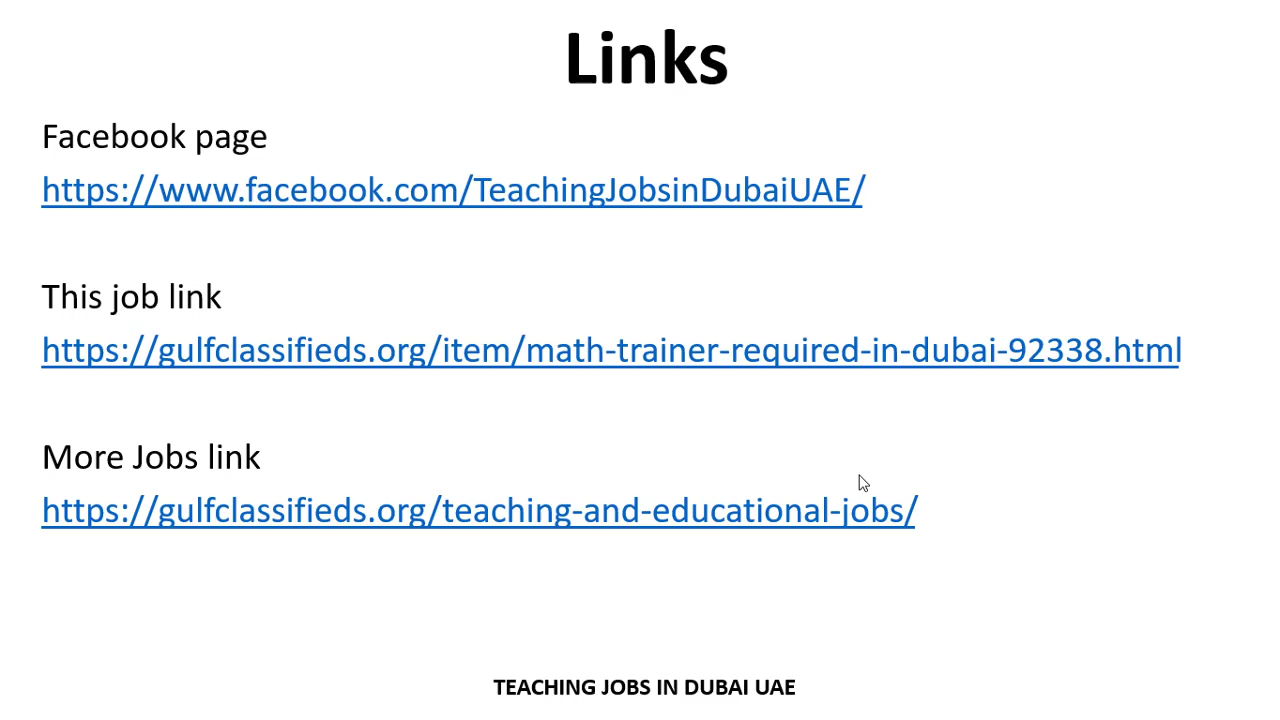 Links
Facebook page
https://www.facebook.com/TeachingJobsinDubaiUAE/
This job link
https://gulfclassifieds.org/item/math-trainer-required-in-dubai-92338.html
More Jobs link
https://gulfclassifieds.org/teaching-and-educational-jobs/
TEACHING JOBS IN DUBAI UAE